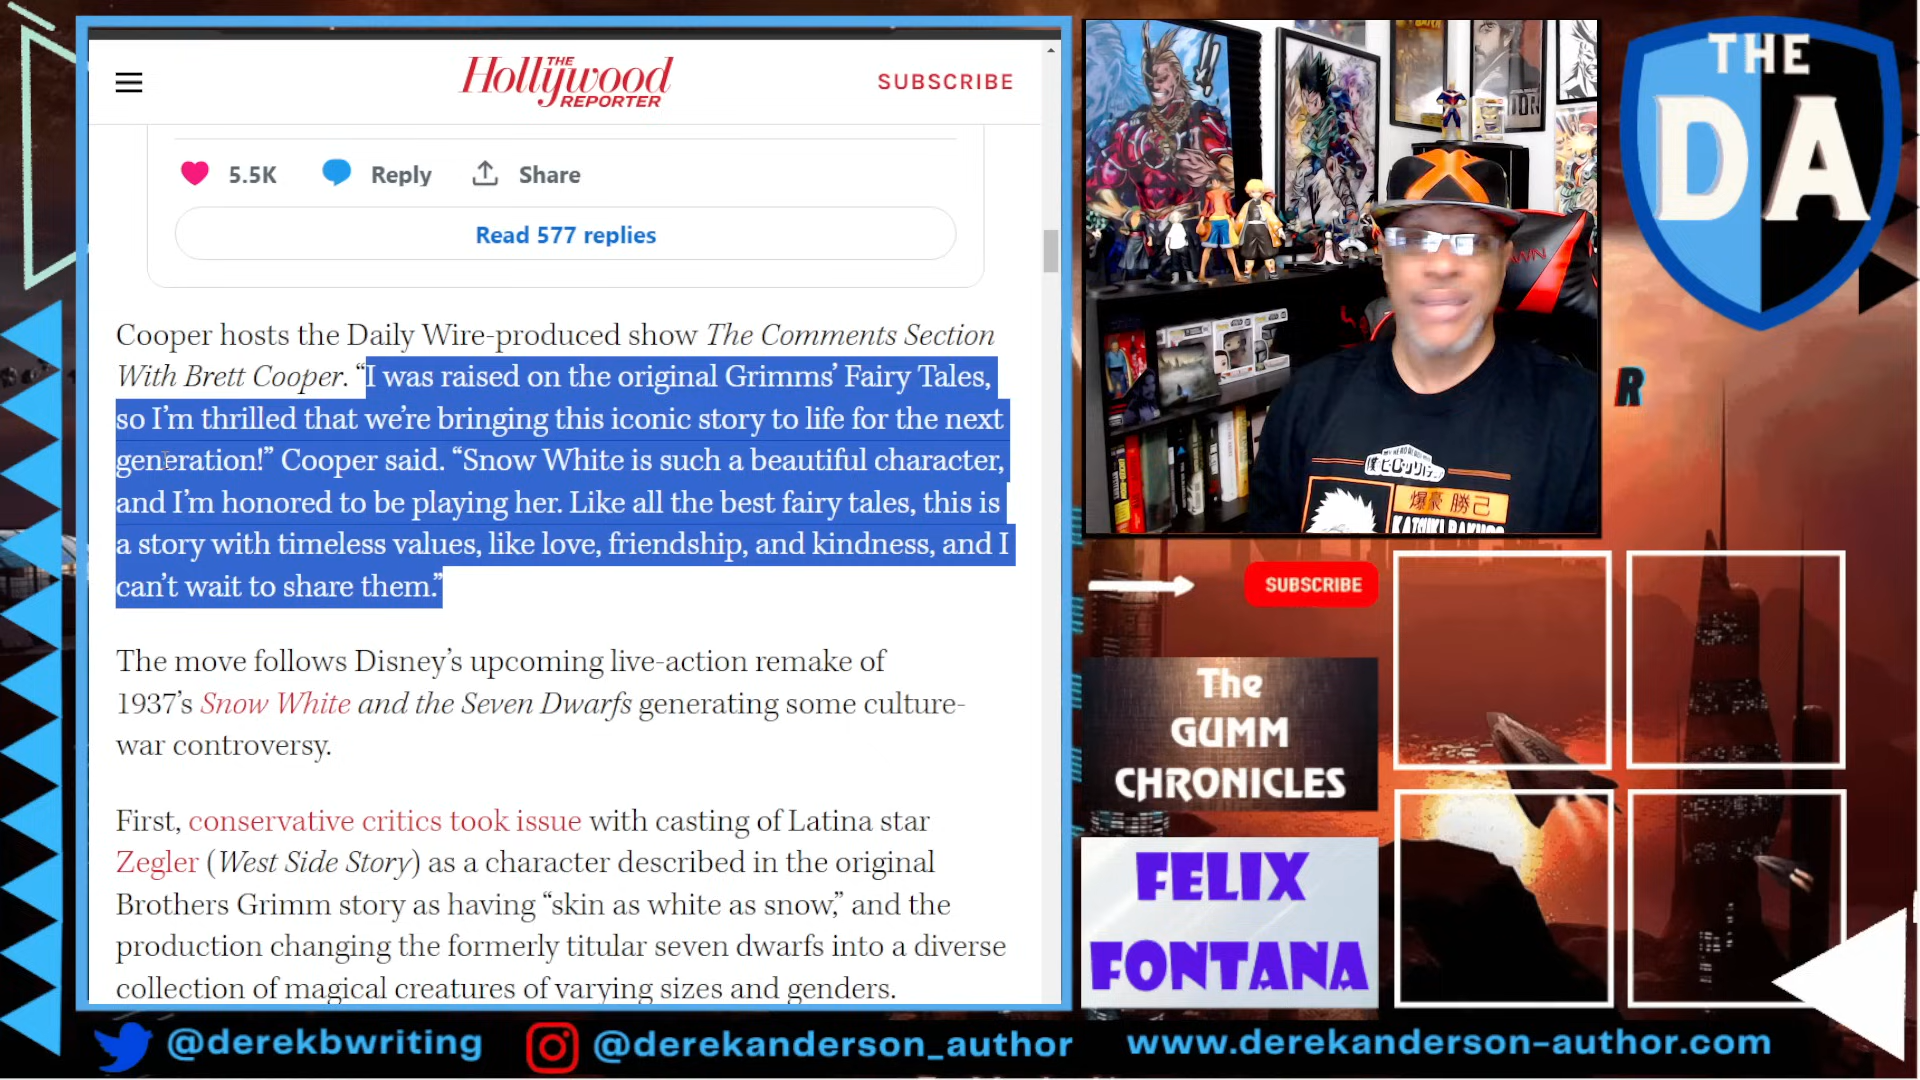 THE
Hollywood
REPORTER
SUBSCRIBE
5.5K
Reply
Share
Read 577 replies
Cooper hosts the Daily Wire-produced show The Comments Section
With Brett Cooper. “I was raised on the original Grimms’ Fairy Tales,
so I’m thrilled that we’re bringing this iconic story to life for the next
generation!” Cooper said. “Snow White is such a beautiful character,
and I’m honored to be playing her. Like all the best fairy tales, this is
a story with timeless values, like love, friendship, and kindness, and I
can’t wait to share them.”
The move follows Disney’s upcoming live-action remake of
1937’s Snow White and the Seven Dwarfs generating some culture-
war controversy.
First, conservative critics took issue with casting of Latina star
Zegler (West Side Story) as a character described in the original
Brothers Grimm story as having “skin as white as snow,” and the
production changing the formerly titular seven dwarfs into a diverse
collection of magical creatures of varying sizes and genders.
THE
DA
R
爆豪 勝己
KATSUKI BAKUGO
SUBSCRIBE
The
GUMM
CHRONICLES
FELIX
FONTANA
@derekbwriting
@derekanderson_author
www.derekanderson-author.com